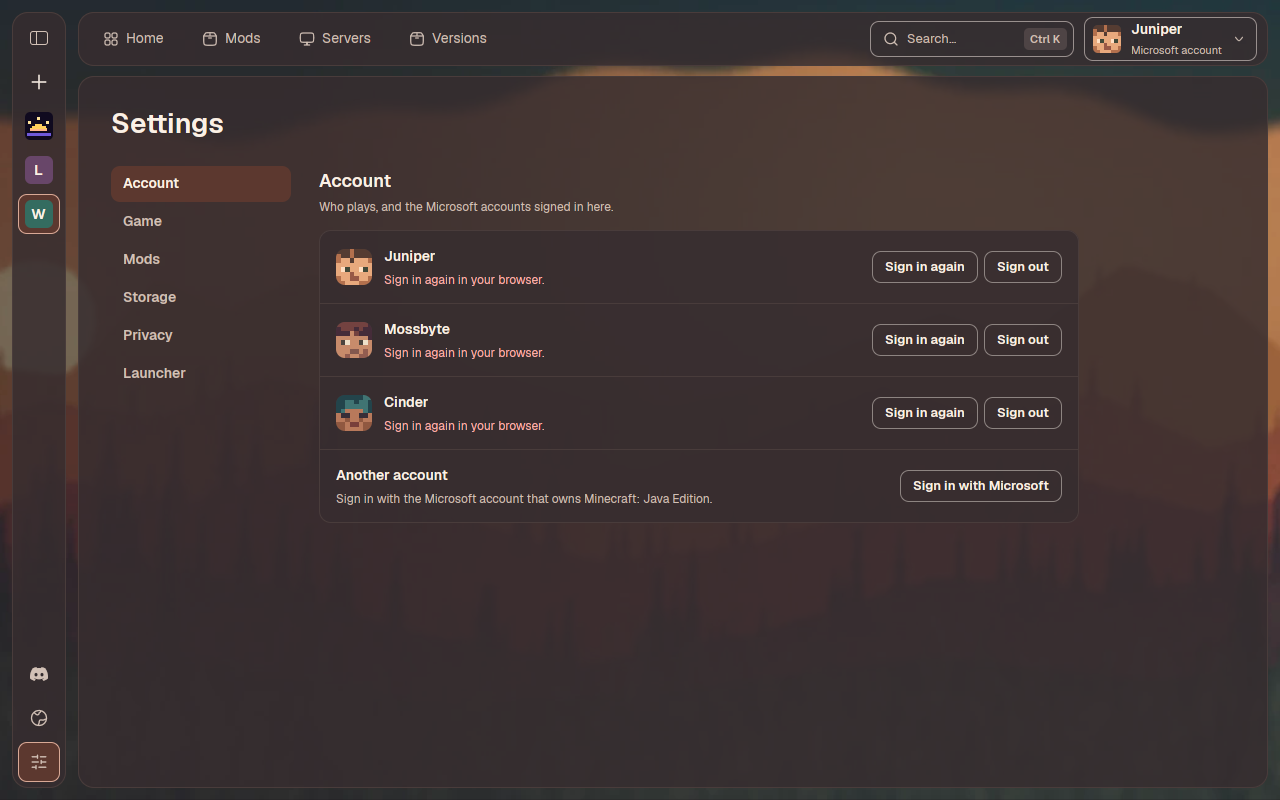 Home
Mods
Servers
Versions
Search...
Ctrl K
Juniper
Microsoft account
L
W
Settings
Account
Game
Mods
Storage
Privacy
Launcher
Account
Who plays, and the Microsoft accounts signed in here.
Juniper
Sign in again in your browser.
Sign in again
Sign out
Mossbyte
Sign in again in your browser.
Sign in again
Sign out
Cinder
Sign in again in your browser.
Sign in again
Sign out
Another account
Sign in with the Microsoft account that owns Minecraft: Java Edition.
Sign in with Microsoft